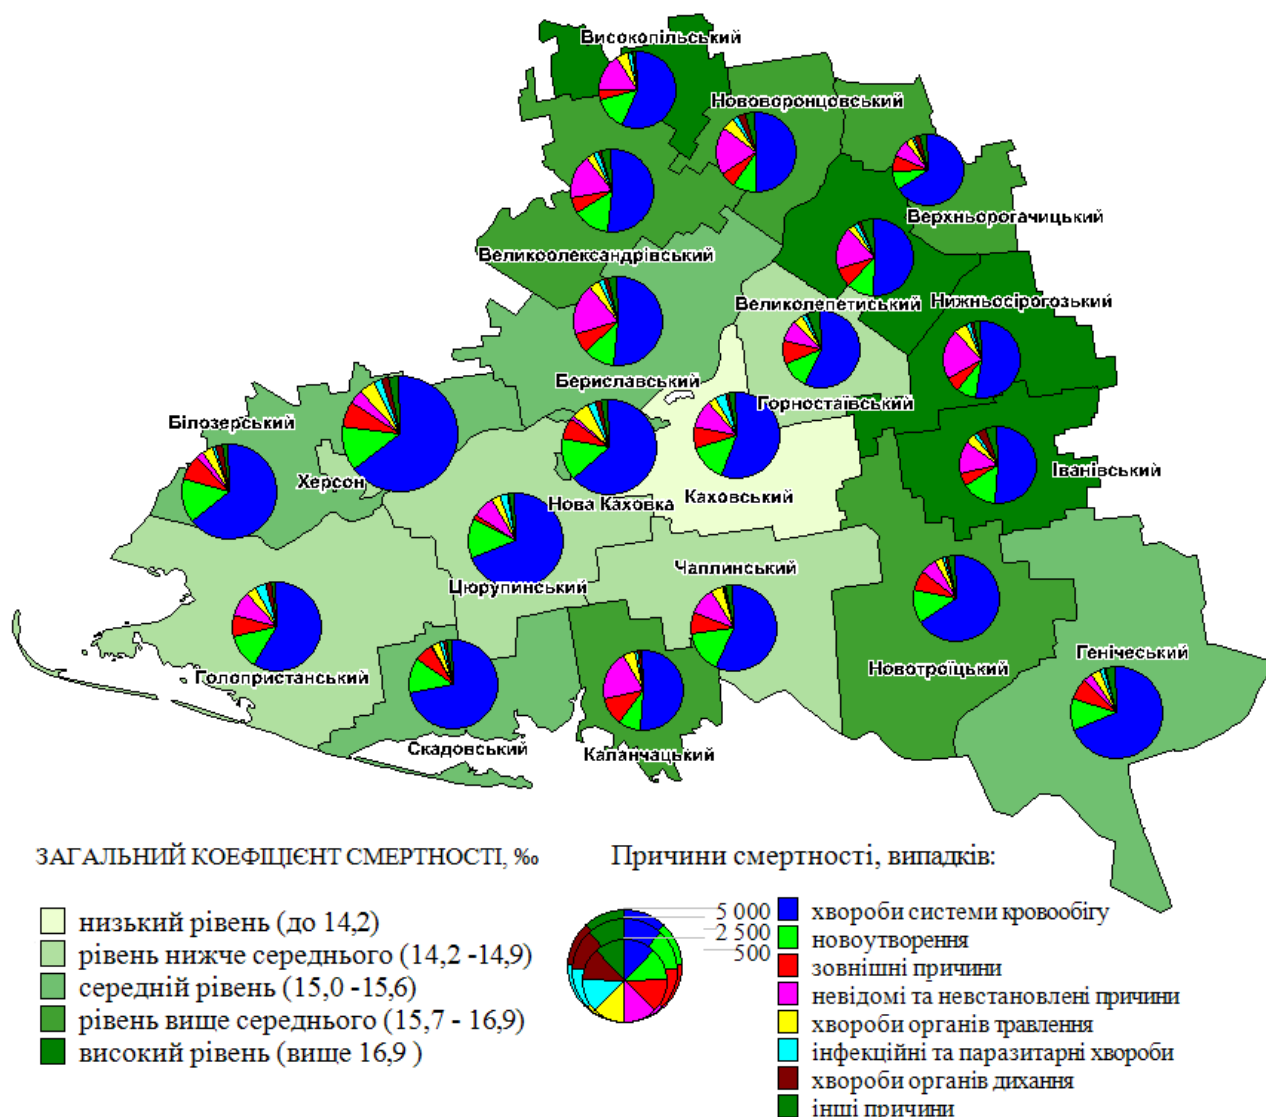 Високопільський
Нововоронцовський
Верхньорогачицький
Великоолександрівський
Великолепетиський
Нижньосірогозький
Бериславський
Горностаївський
Білозерський
Херсон
Нова Каховка
Каховський
Іванівський
Цюрупинський
Чаплинський
Голопристанський
Новотроїцький
Генічеський
Скадовський
Каланчацький
ЗАГАЛЬНИЙ КОЕФІЦІЄНТ СМЕРТНОСТІ, ‰
низький рівень (до 14,2)
рівень нижче середнього (14,2 -14,9)
середній рівень (15,0 -15,6)
рівень вище середнього (15,7 - 16,9)
високий рівень (вище 16,9 )
Причини смертності, випадків:
5 000
2 500
500
хвороби системи кровообігу
новоутворення
зовнішні причини
невідомі та невстановлені причини
хвороби органів травлення
інфекційні та паразитарні хвороби
хвороби органів дихання
інші причини